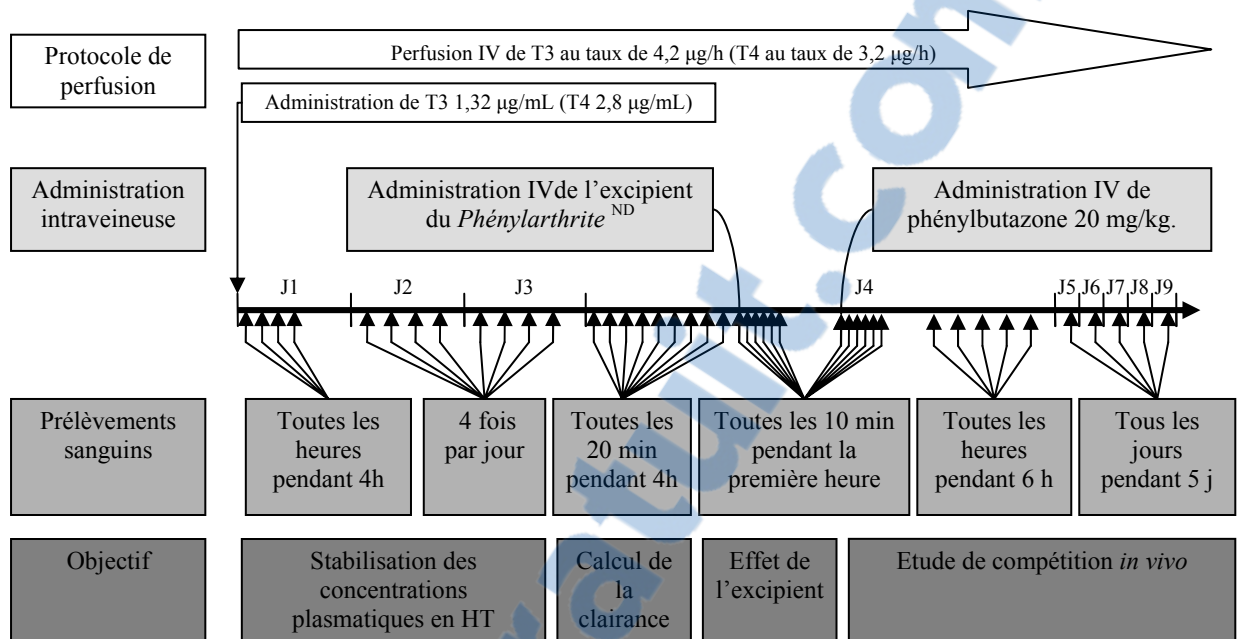 Protocole de
perfusion
Perfusion IV de T3 au taux de 4,2 µg/h (T4 au taux de 3,2 µg/h)
Administration de T3 1,32 µg/mL (T4 2,8 µg/mL)
Administration
intraveineuse
Administration IVde l’excipient
du Phénylarthrite ND
Administration IV de
phénylbutazone 20 mg/kg.
J1
J2
J3
J4
J5
J6
J7
J8
J9
Prélèvements
sanguins
Toutes les
heures
pendant 4h
4 fois
par jour
Toutes les
20 min
pendant 4h
Toutes les 10 min
pendant la
première heure
Toutes les
heures
pendant 6 h
Tous les
jours
pendant 5 j
Objectif
Stabilisation des
concentrations
plasmatiques en HT
Calcul de
la
clairance
Effet de
l’excipient
Etude de compétition in vivo
ratuit.com